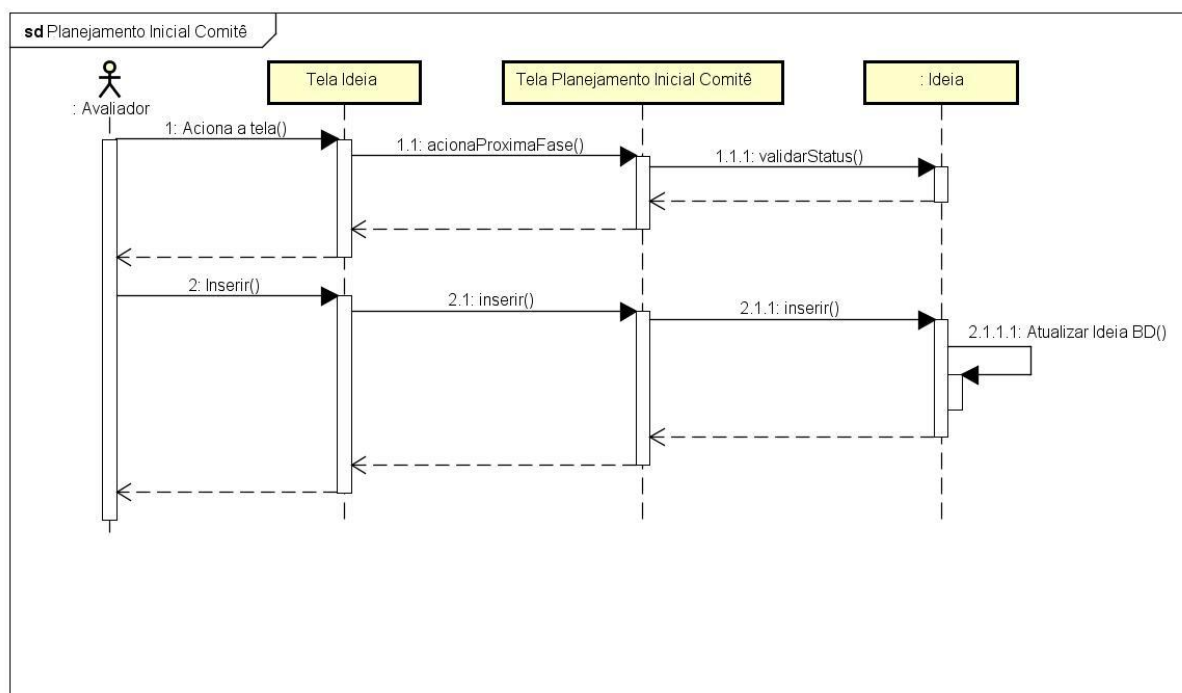 sd Planejamento Inicial Comitê
Tela Ideia
Tela Planejamento Inicial Comitê
: Ideia
: Avaliador
1: Aciona a tela()
1.1: acionaProximaFase()
1.1.1: validarStatus()
2: Inserir()
2.1: inserir()
2.1.1: inserir()
2.1.1.1: Atualizar Ideia BD()